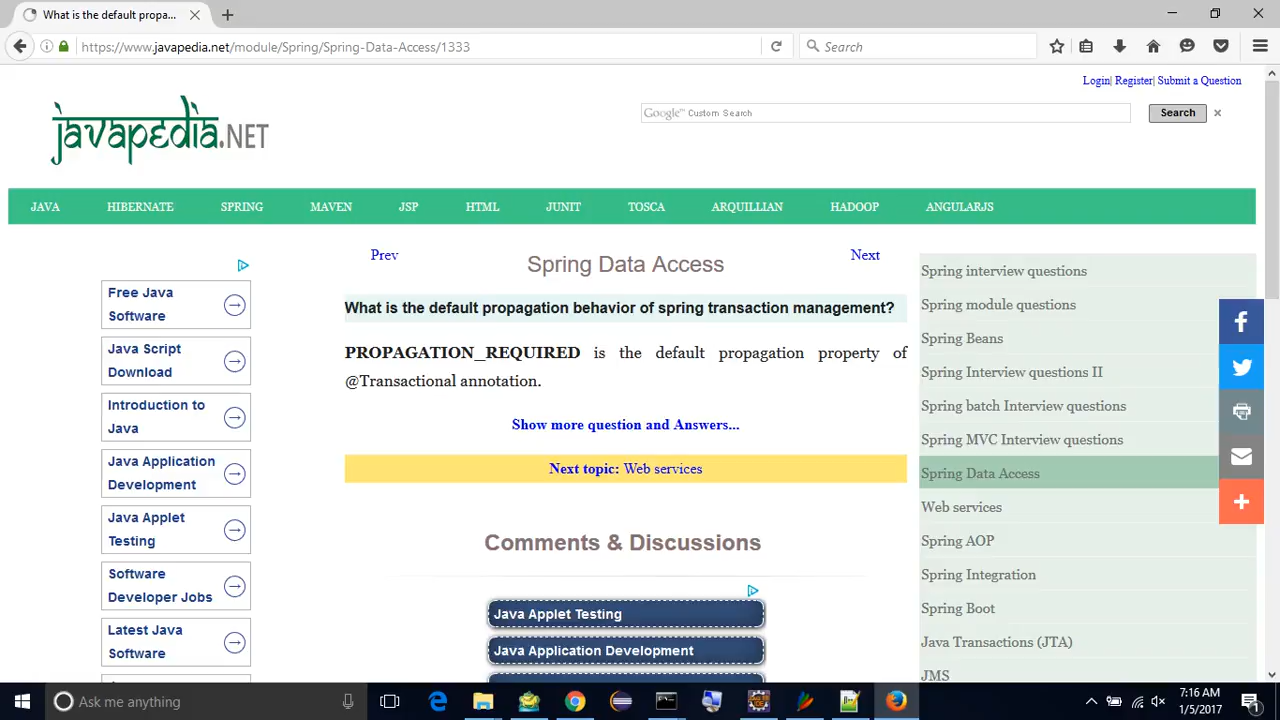 What is the default propa...
https://www.javapedia.net/module/Spring/Spring-Data-Access/1333
Search
Login| Register| Submit a Question
javapedia.NET
Google™ Custom Search
Search
JAVA HIBERNATE SPRING MAVEN JSP HTML JUNIT TOSCA ARQUILLIAN HADOOP ANGULARJS
Free Java
Software
Java Script
Download
Introduction to
Java
Java Application
Development
Java Applet
Testing
Software
Developer Jobs
Latest Java
Software
Prev
Spring Data Access
Next
What is the default propagation behavior of spring transaction management?
PROPAGATION_REQUIRED is the default propagation property of
@Transactional annotation.
Show more question and Answers...
Next topic: Web services
Comments & Discussions
Java Applet Testing
Java Application Development
Spring interview questions
Spring module questions
Spring Beans
Spring Interview questions II
Spring batch Interview questions
Spring MVC Interview questions
Spring Data Access
Web services
Spring AOP
Spring Integration
Spring Boot
Java Transactions (JTA)
JMS
Ask me anything
7:16 AM
1/5/2017
1